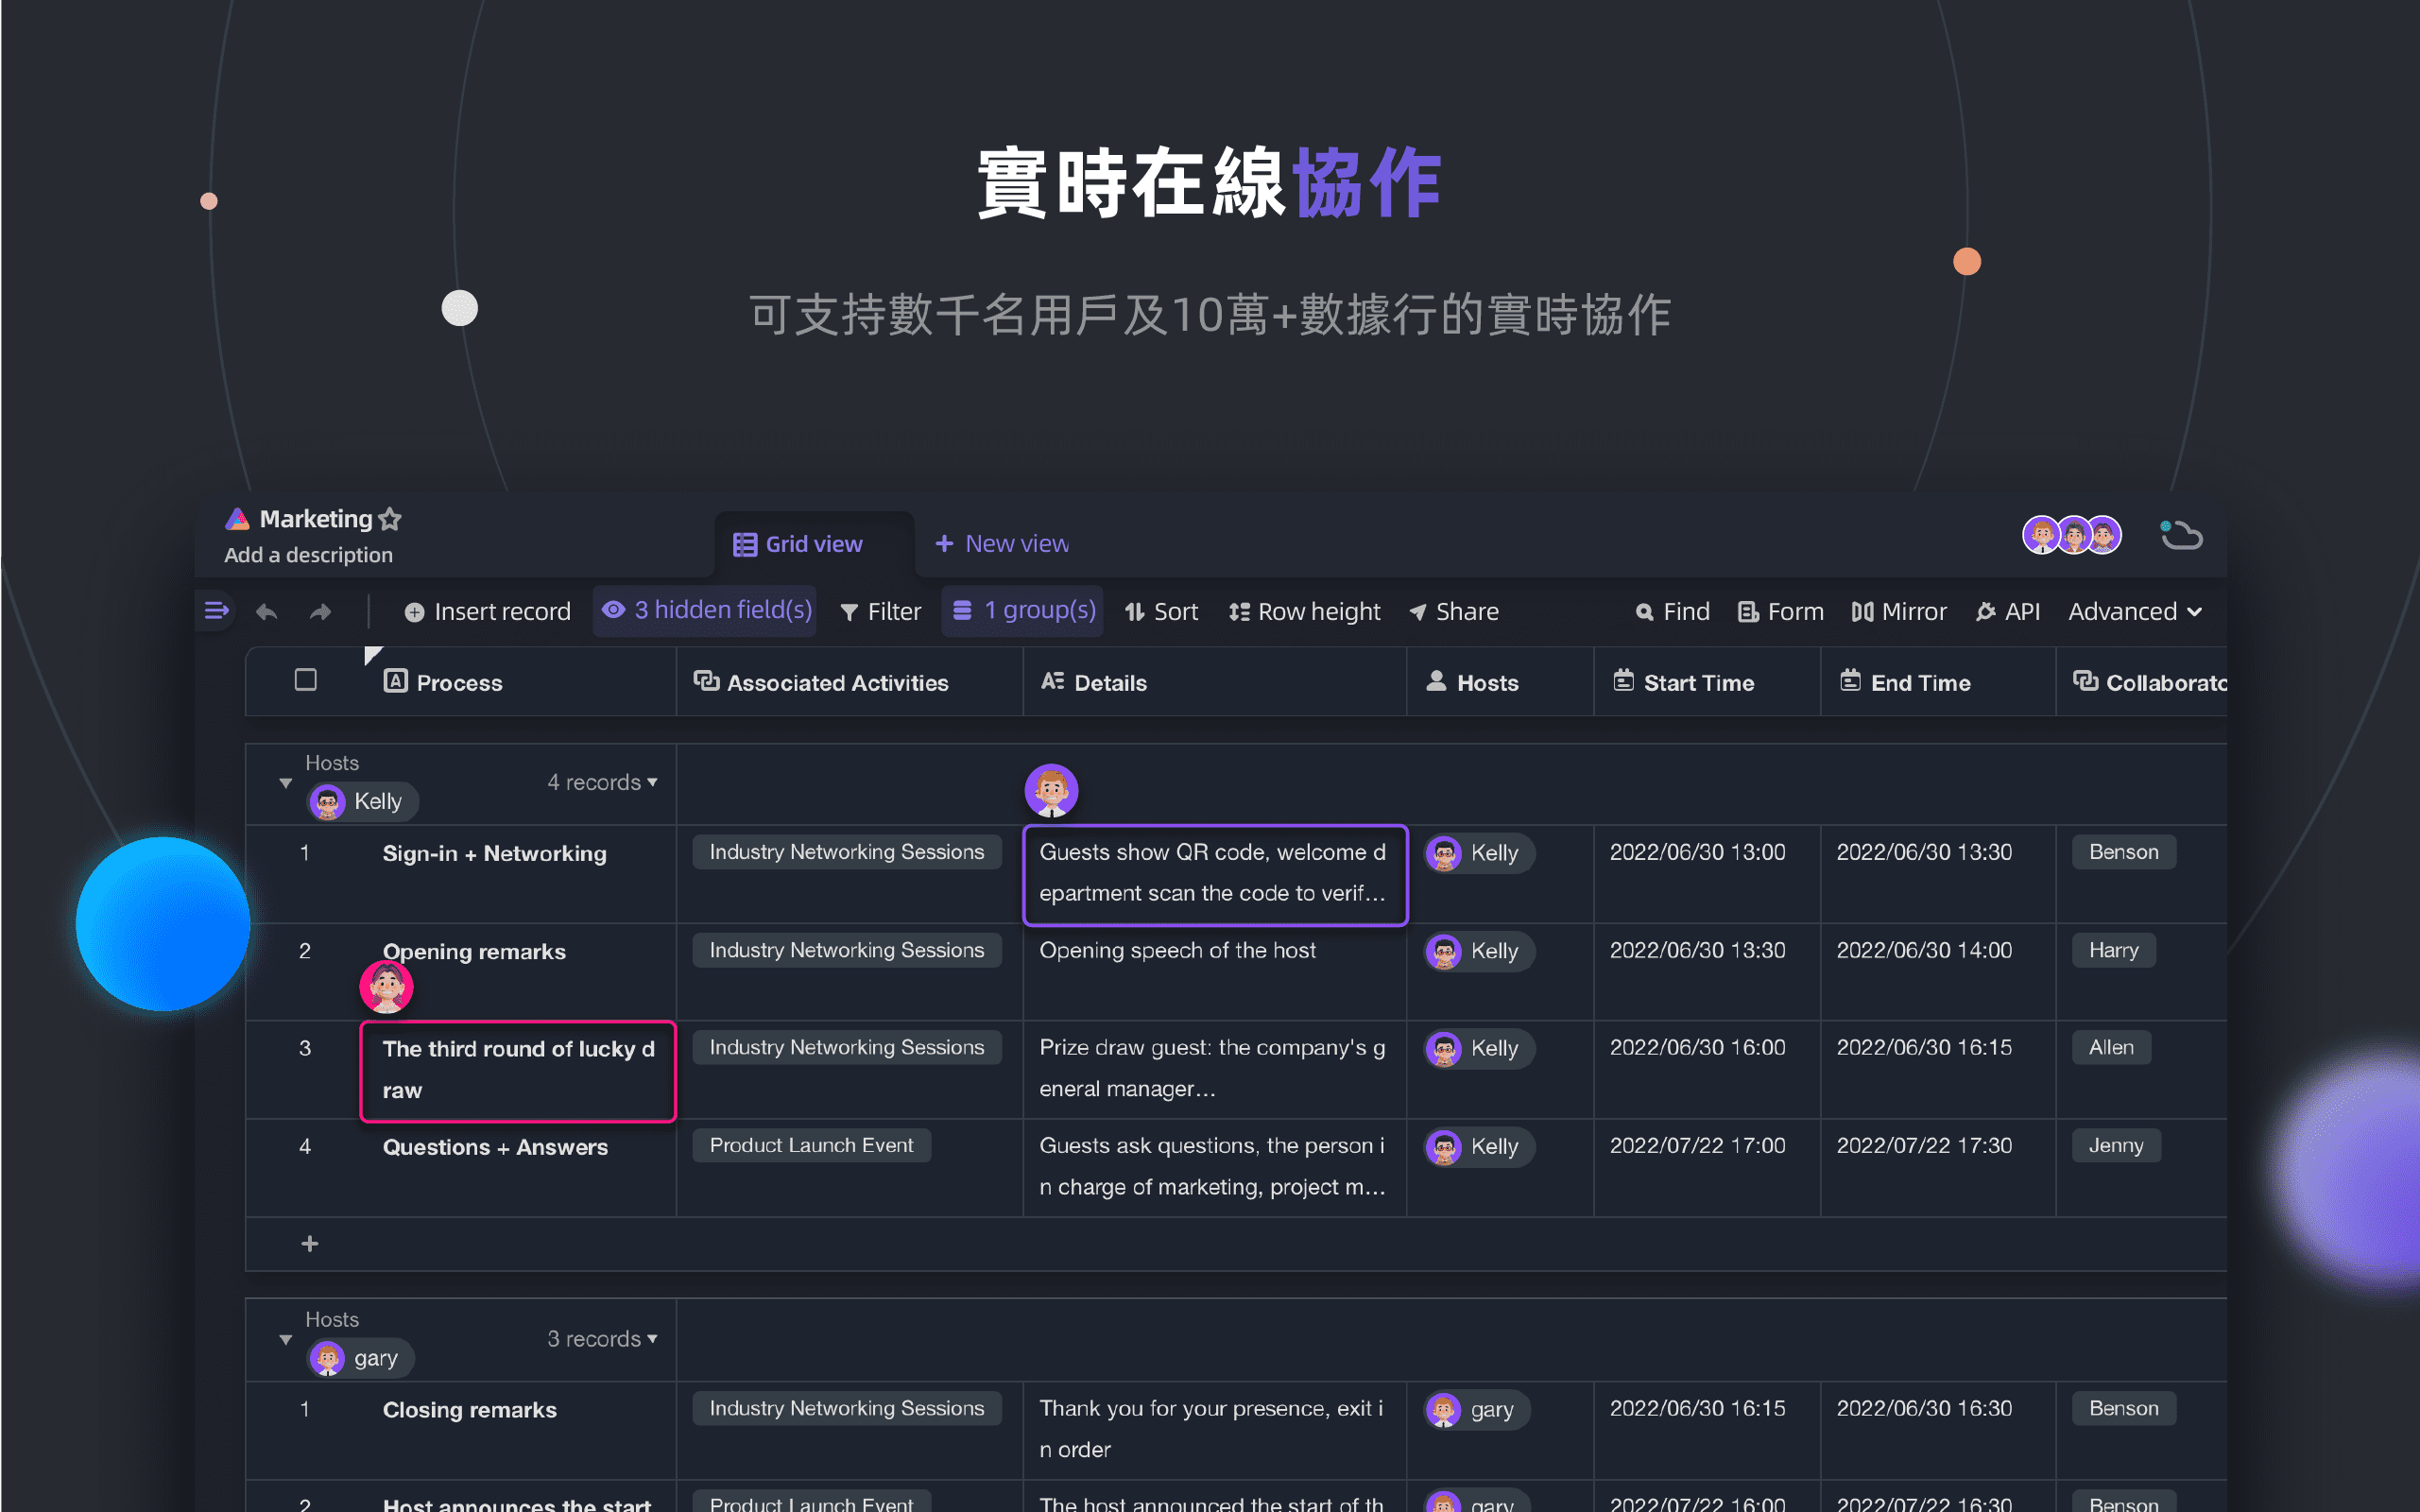 實時在線協作
可支持數千名用戶及10萬+數據行的實時協作
Marketing
Add a description
Grid view
New view
Insert record
3 hidden field(s)
Filter
1 group(s)
Sort
Row height
Share
Find
Form
Mirror
API
Advanced
Process
Associated Activities
Details
Hosts
Start Time
End Time
Collaborato
Hosts
Kelly
4 records
1
Sign-in + Networking
Industry Networking Sessions
Guests show QR code, welcome d
epartment scan the code to verif...
Kelly
2022/06/30 13:00
2022/06/30 13:30
Benson
2
Opening remarks
Industry Networking Sessions
Opening speech of the host
Kelly
2022/06/30 13:30
2022/06/30 14:00
Harry
3
The third round of lucky d
raw
Industry Networking Sessions
Prize draw guest: the company's g
eneral manager...
Kelly
2022/06/30 16:00
2022/06/30 16:15
Allen
4
Questions + Answers
Product Launch Event
Guests ask questions, the person i
n charge of marketing, project m...
Kelly
2022/07/22 17:00
2022/07/22 17:30
Jenny
Hosts
gary
3 records
1
Closing remarks
Industry Networking Sessions
Thank you for your presence, exit i
n order
gary
2022/06/30 16:15
2022/06/30 16:30
Benson
2
Host announces the start
Product Launch Event
The host announced the start of th
gary
2022/07/22 16:00
2022/07/22 16:30
Benson